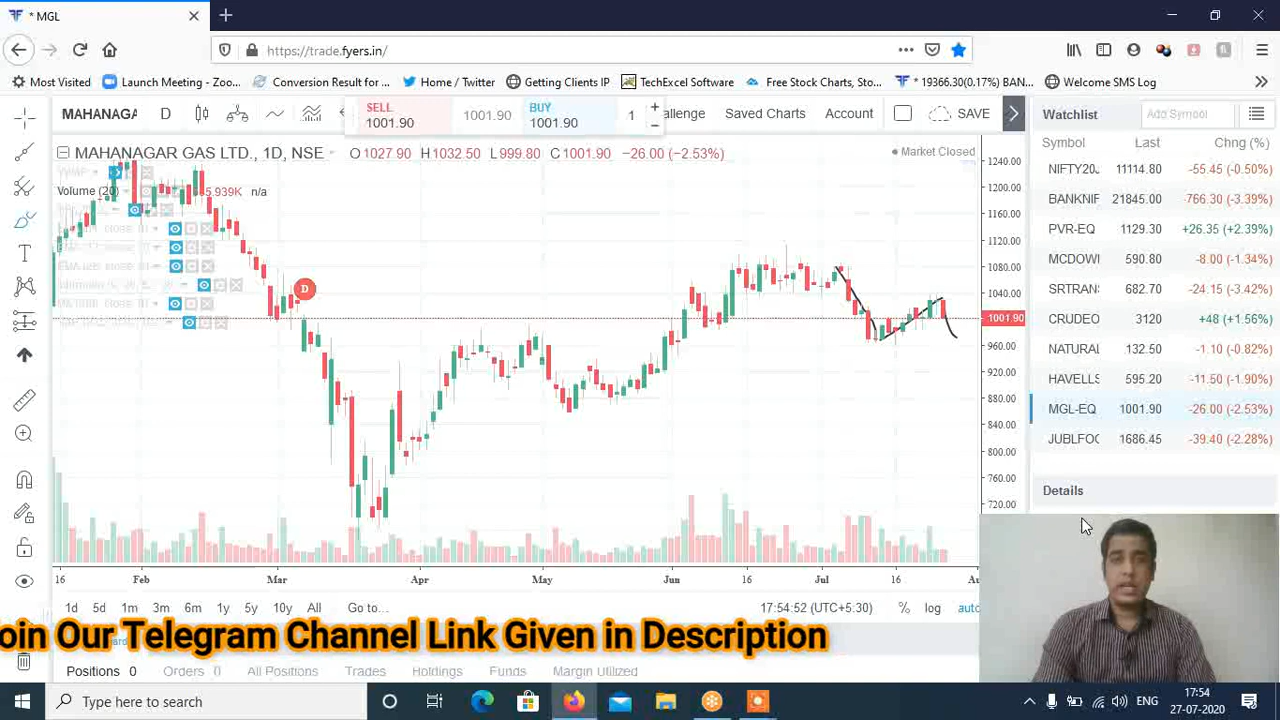 * MGL
https://trade.fyers.in/
Most Visited Launch Meeting - Zoo... Conversion Result for ... Home / Twitter Getting Clients IP TechExcel Software Free Stock Charts, Sto... * 19366.30(0.17%) BAN... Welcome SMS Log
MAHANAGA D SELL 1001.90 1001.90 BUY 1001.90 1 allenge Saved Charts Account SAVE
MAHANAGAR GAS LTD., 1D, NSE O1027.90 H1032.50 L999.80 C1001.90 −26.00 (−2.53%) Market Closed
Volume (20) 5.939K n/a
D
1240.00
1200.00
1160.00
1120.00
1080.00
1040.00
1001.90
960.00
920.00
880.00
840.00
800.00
760.00
720.00
16 Feb Mar Apr May Jun 16 Jul 16 Au
1d 5d 1m 3m 6m 1y 5y 10y All Go to... 17:54:52 (UTC+5:30) % log auto
Watchlist Add Symbol
Symbol Last Chng (%)
NIFTY20 11114.80 -55.45 (-0.50%)
BANKNIF 21845.00 -766.30 (-3.39%)
PVR-EQ 1129.30 +26.35 (+2.39%)
MCDOW 590.80 -8.00 (-1.34%)
SRTRAN 682.70 -24.15 (-3.42%)
CRUDEO 3120 +48 (+1.56%)
NATURAL 132.50 -1.10 (-0.82%)
HAVELLS 595.20 -11.50 (-1.90%)
MGL-EQ 1001.90 -26.00 (-2.53%)
JUBLFO 1686.45 -39.40 (-2.28%)
Details
oin Our Telegram Channel Link Given in Description
Positions 0 Orders 0 All Positions Trades Holdings Funds Margin Utilized
Type here to search
ENG
17:54
27-07-2020